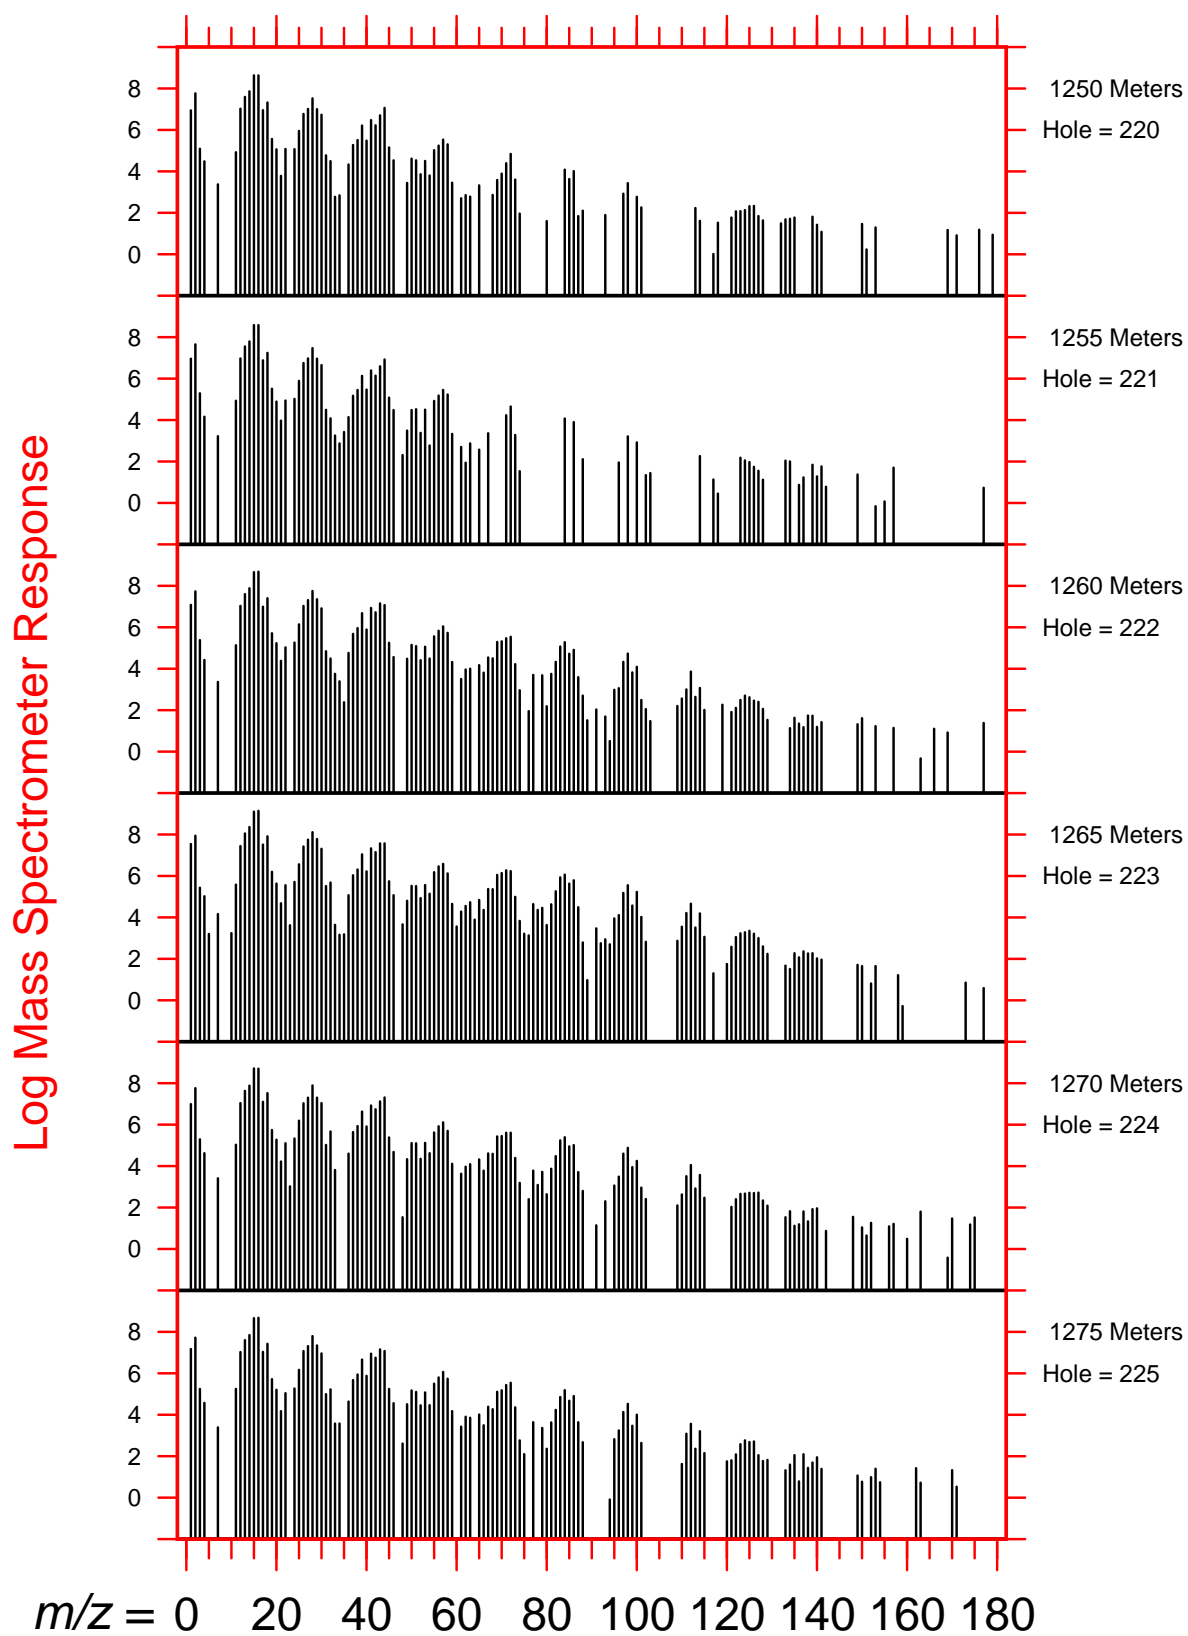 8
1250 Meters
6
Hole = 220
4
2
0
8
1255 Meters
6
Hole = 221
4
2
0
8
1260 Meters
6
Hole = 222
4
2
0
8
1265 Meters
6
Hole = 223
4
2
0
8
1270 Meters
6
Hole = 224
4
2
0
8
1275 Meters
6
Hole = 225
4
2
0
Log Mass Spectrometer Response
m/z = 0 20 40 60 80 100 120 140 160 180